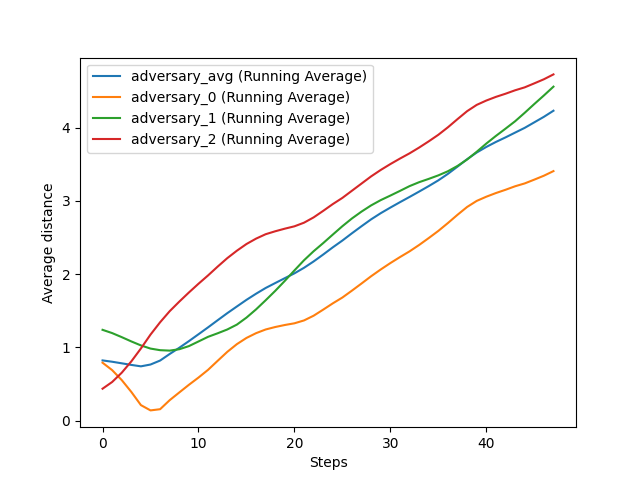 adversary_avg (Running Average)
adversary_0 (Running Average)
adversary_1 (Running Average)
adversary_2 (Running Average)
Average distance
4
3
2
1
0
0 10 20 30 40
Steps